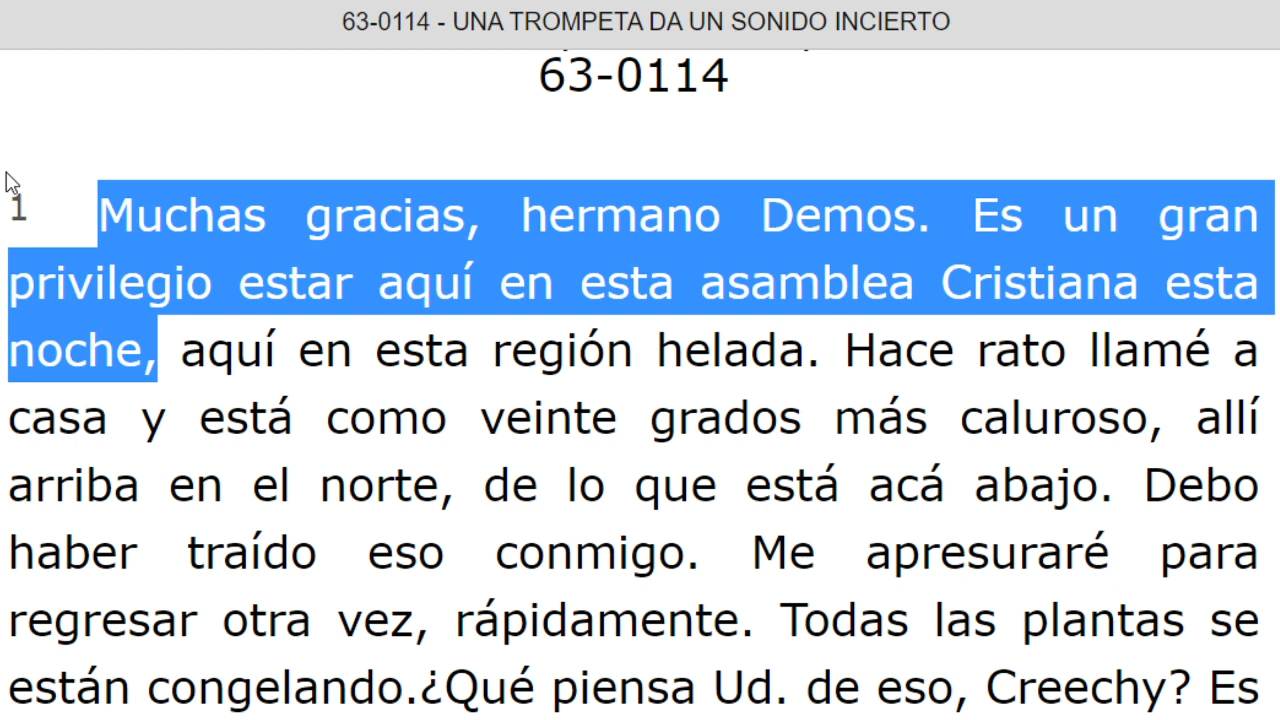 63-0114 - UNA TROMPETA DA UN SONIDO INCIERTO
63-0114
1 Muchas gracias, hermano Demos. Es un gran
privilegio estar aquí en esta asamblea Cristiana esta
noche, aquí en esta región helada. Hace rato llamé a
casa y está como veinte grados más caluroso, allí
arriba en el norte, de lo que está acá abajo. Debo
haber traído eso conmigo. Me apresuraré para
regresar otra vez, rápidamente. Todas las plantas se
están congelando.¿Qué piensa Ud. de eso, Creechy? Es